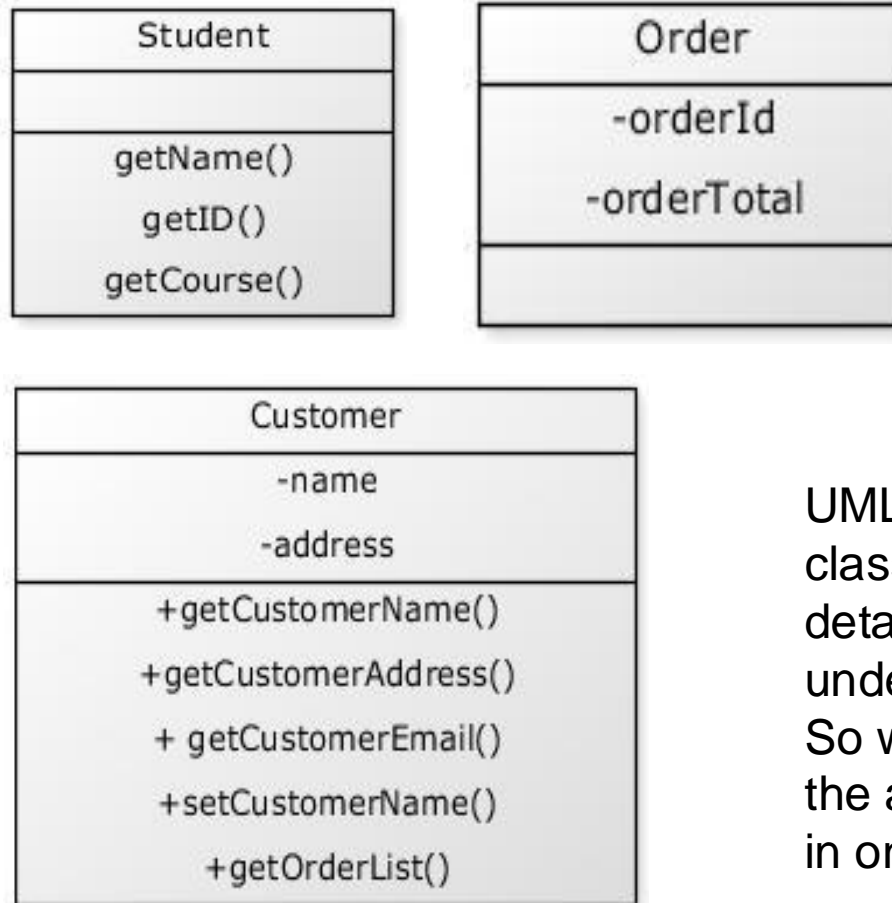 Student
getName()
getID()
getCourse()
Order
-orderId
-orderTotal
Customer
-name
-address
+getCustomerName()
+getCustomerAddress()
+ getCustomerEmail()
+setCustomerName()
+getOrderList()
UML
clas
deta
unde
So w
the a
in or